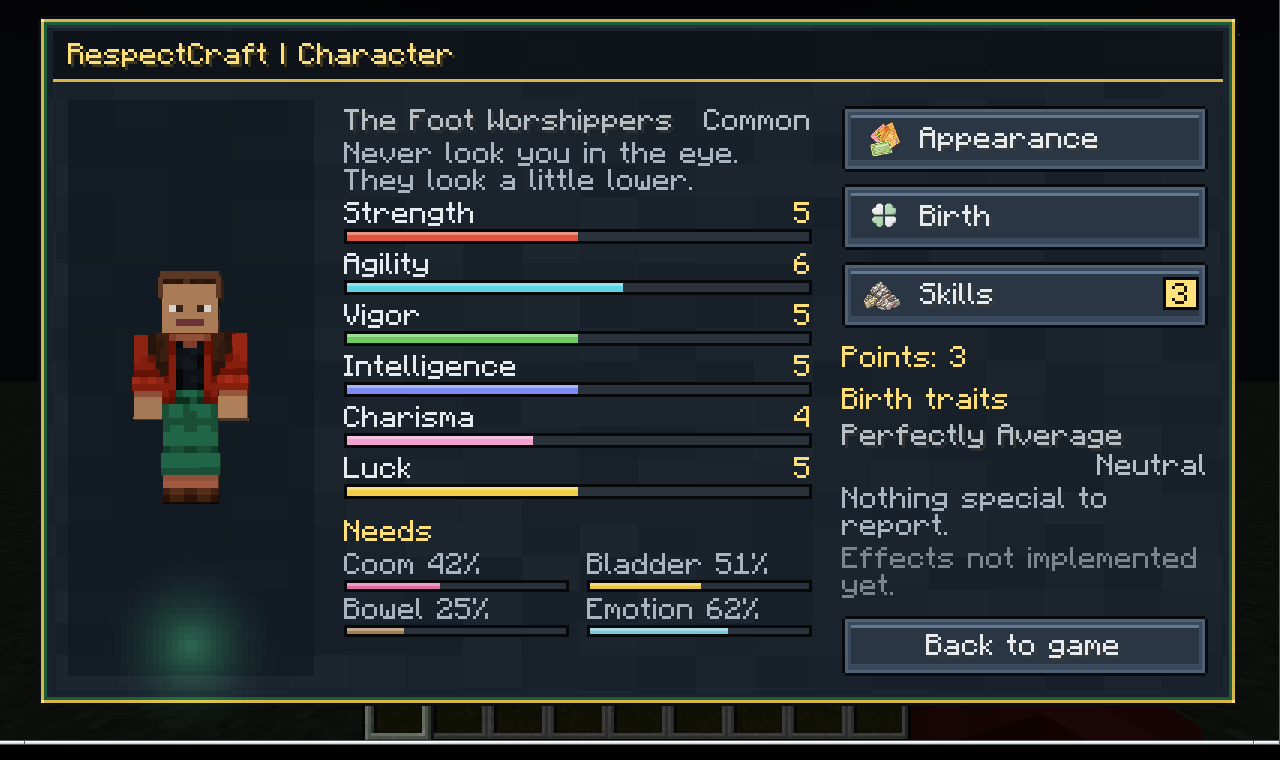 RespectCraft | Character
The Foot Worshippers Common
Never look you in the eye.
They look a little lower.
Strength 5
Agility 6
Vigor 5
Intelligence 5
Charisma 4
Luck 5
Needs
Coom 42% Bladder 51%
Bowel 25% Emotion 62%
Appearance
Birth
Skills 3
Points: 3
Birth traits
Perfectly Average
Neutral
Nothing special to
report.
Effects not implemented
yet.
Back to game